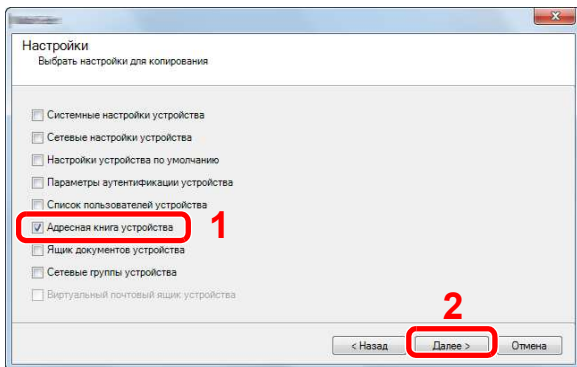 Настройки
Выбрать настройки для копирования
Системные настройки устройства
Сетевые настройки устройства
Настройки устройства по умолчанию
Параметры аутентификации устройства
Список пользователей устройства
Адресная книга устройства
1
Ящик документов устройства
Сетевые группы устройства
Виртуальный почтовый ящик устройства
2
< Назад
Далее >
Отмена